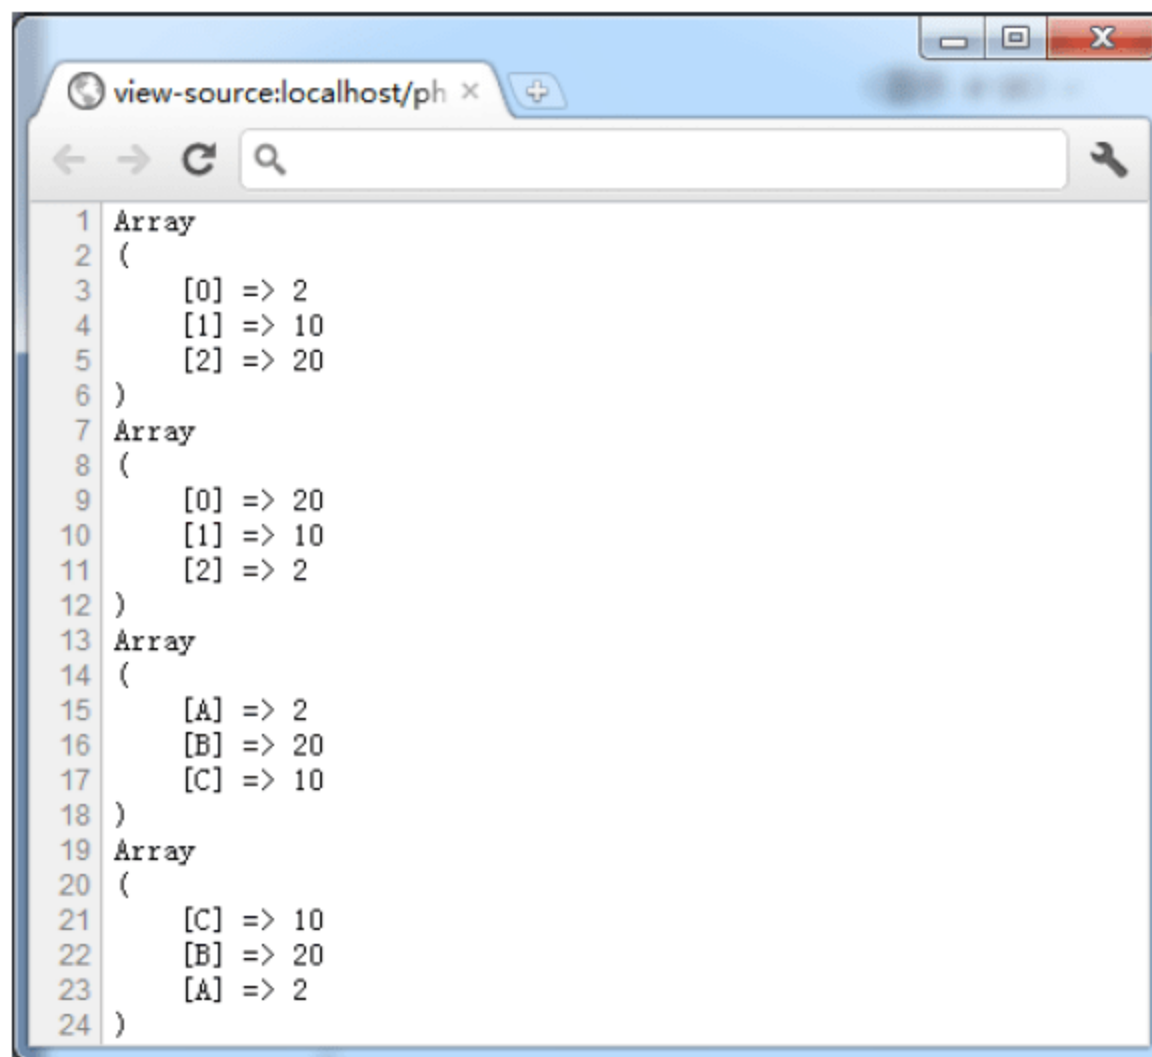 view-source:localhost/ph
1 Array
2 (
3     [0] => 2
4     [1] => 10
5     [2] => 20
6 )
7 Array
8 (
9     [0] => 20
10     [1] => 10
11     [2] => 2
12 )
13 Array
14 (
15     [A] => 2
16     [B] => 20
17     [C] => 10
18 )
19 Array
20 (
21     [C] => 10
22     [B] => 20
23     [A] => 2
24 )